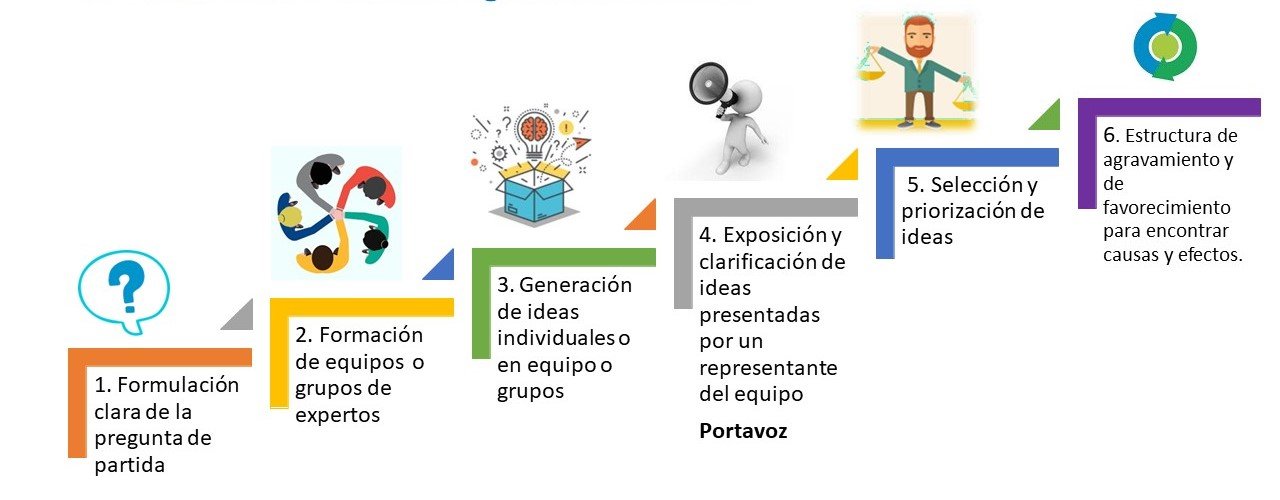 1. Formulación
clara de la
pregunta de
partida
2. Formación
de equipos o
grupos de
expertos
3. Generación
de ideas
individuales o
en equipo o
grupos
4. Exposición y
clarificación de
ideas
presentadas
por un
representante
del equipo
Portavoz
5. Selección y
priorización de
ideas
6. Estructura de
agravamiento y
de
favorecimiento
para encontrar
causas y efectos.